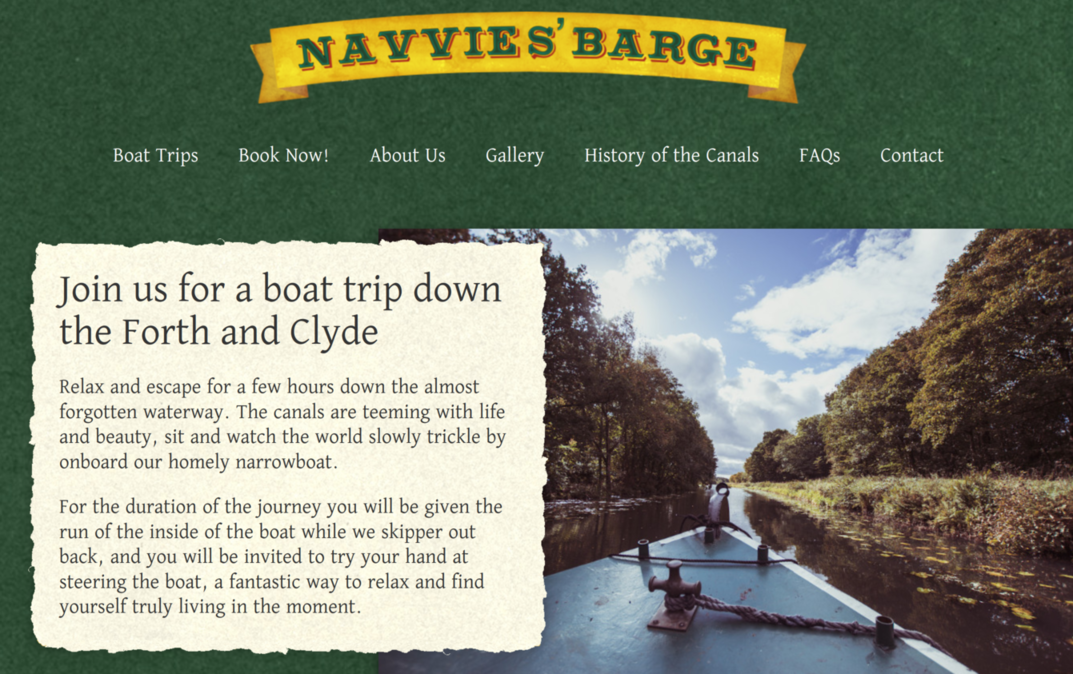 NAVVIES' BARGE
Boat Trips Book Now! About Us Gallery History of the Canals FAQs Contact
Join us for a boat trip down
the Forth and Clyde
Relax and escape for a few hours down the almost
forgotten waterway. The canals are teeming with life
and beauty, sit and watch the world slowly trickle by
onboard our homely narrowboat.
For the duration of the journey you will be given the
run of the inside of the boat while we skipper out
back, and you will be invited to try your hand at
steering the boat, a fantastic way to relax and find
yourself truly living in the moment.